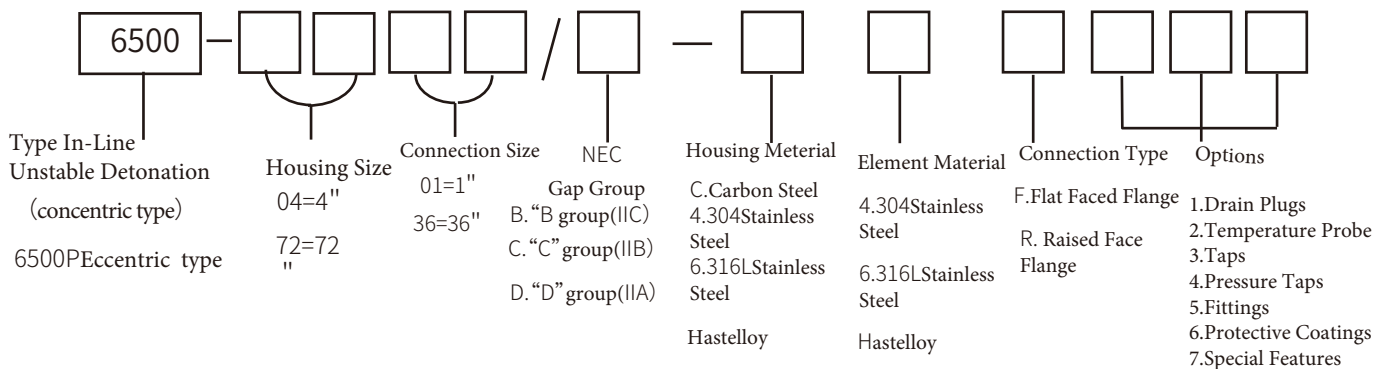 6500
Type In-Line
Unstable Detonation
(concentric type)
6500PEccentric type
Housing Size
04=4"
72=72
"
Connection Size
01=1"
36=36"
NEC
Gap Group
B."B group(IIC)
C."C"group(IIB)
D."D"group(IIA)
Housing Meterial
C.Carbon Steel
4.304Stainless
Steel
6.316LStainless
Steel
Hastelloy
Element Material
4.304Stainless
Steel
6.316LStainless
Steel
Hastelloy
Connection Type
F.Flat Faced Flange
R. Raised Face
Flange
Options
1.Drain Plugs
2.Temperature Probe
3.Taps
4.Pressure Taps
5.Fittings
6.Protective Coatings
7.Special Features